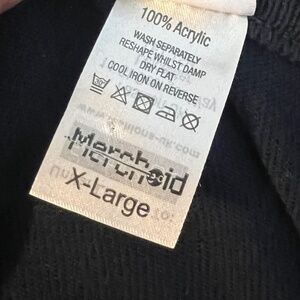 100% Acrylic
WASH SEPARATELY
RESHAPE WHILST DAMP
DRY FLAT
COOL IRON ON REVERSE
Merchoid
X-Large